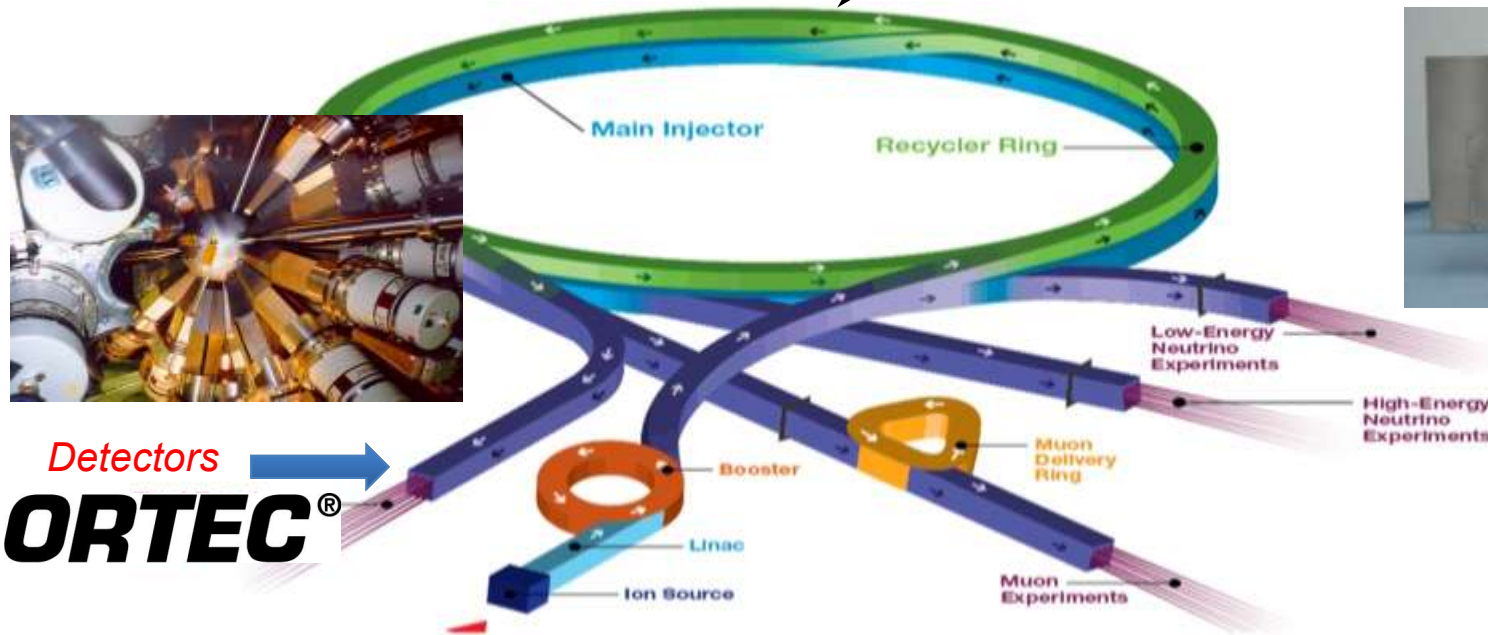 Main Injector
Recycler Ring
Low-Energy
Neutrino
Experiments
High-Energy
Neutrino
Experiments
Muon
Delivery
Ring
Booster
Detectors
ORTEC®
Linac
Ion Source
Muon
Experiments